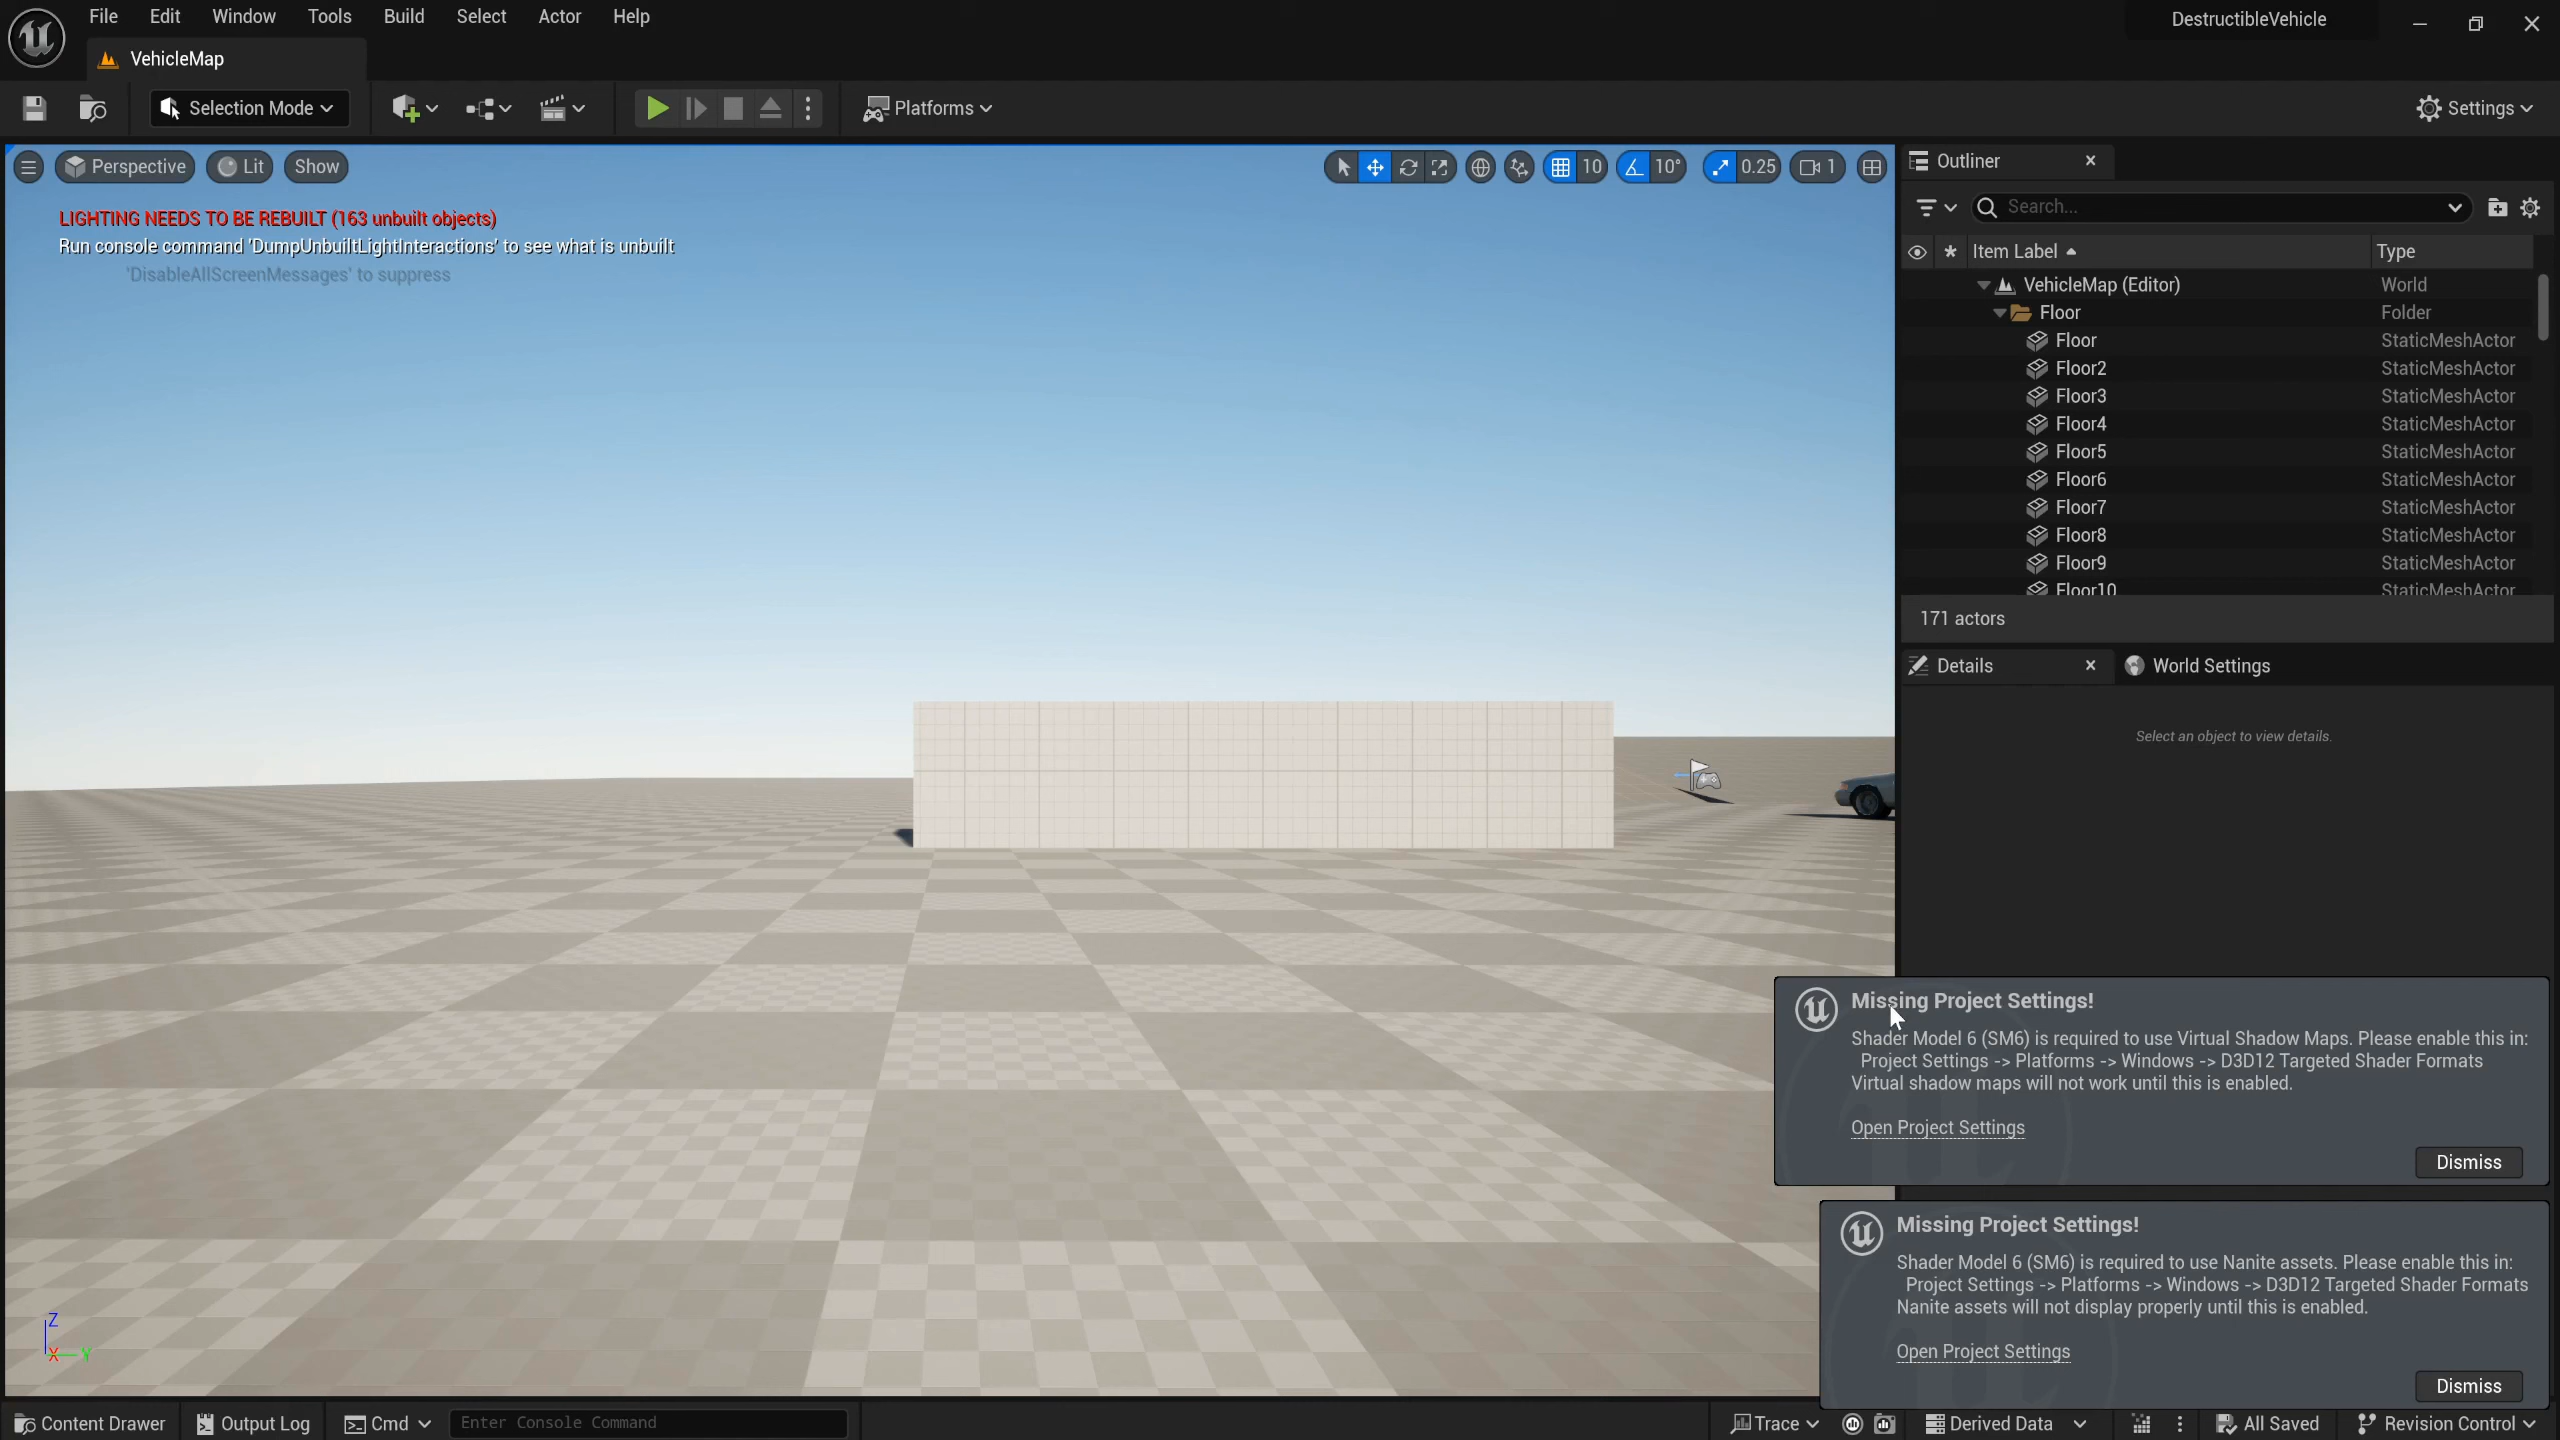 File Edit Window Tools Build Select Actor Help
DestructibleVehicle
VehicleMap
Selection Mode
Platforms
Settings
Perspective Lit Show
10 10° 0.25 1
LIGHTING NEEDS TO BE REBUILT (163 unbuilt objects)
Run console command 'DumpUnbuiltLightInteractions' to see what is unbuilt
'DisableAllScreenMessages' to suppress
Outliner
Search...
Item Label Type
VehicleMap (Editor) World
Floor Folder
Floor StaticMeshActor
Floor2 StaticMeshActor
Floor3 StaticMeshActor
Floor4 StaticMeshActor
Floor5 StaticMeshActor
Floor6 StaticMeshActor
Floor7 StaticMeshActor
Floor8 StaticMeshActor
Floor9 StaticMeshActor
Floor10 StaticMeshActor
171 actors
Details World Settings
Select an object to view details.
Missing Project Settings!
Shader Model 6 (SM6) is required to use Virtual Shadow Maps. Please enable this in:
Project Settings -> Platforms -> Windows -> D3D12 Targeted Shader Formats
Virtual shadow maps will not work until this is enabled.
Open Project Settings
Dismiss
Missing Project Settings!
Shader Model 6 (SM6) is required to use Nanite assets. Please enable this in:
Project Settings -> Platforms -> Windows -> D3D12 Targeted Shader Formats
Nanite assets will not display properly until this is enabled.
Open Project Settings
Dismiss
Z
X Y
Content Drawer Output Log Cmd Enter Console Command
Trace Derived Data All Saved Revision Control